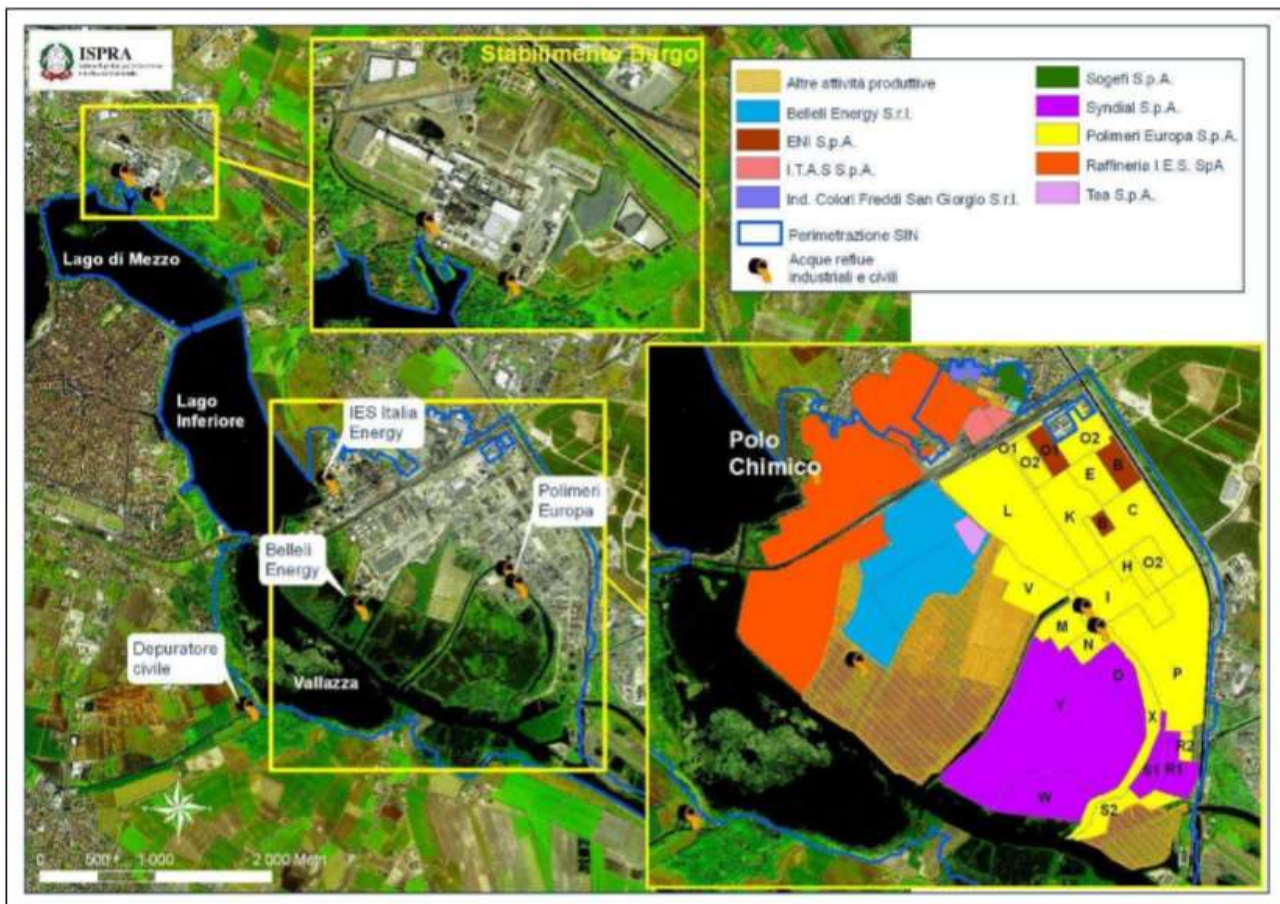 ISPRA
Stabilimento Burgo
Altre attività produttive
Belleli Energy S.r.l.
ENI S.p.A.
I.T.A.S S.p.A.
Ind. Colori Freddi San Giorgio S.r.l.
Perimetrazione SIN
Acque reflue
industriali e civili
Sogefi S.p.A.
Syndial S.p.A.
Polimeri Europa S.p.A.
Raffineria I.E.S. SpA
Tea S.p.A.
Lago di Mezzo
Lago
Inferiore
IES Italia
Energy
Polimeri
Europa
Belleli
Energy
Depuratore
civile
Vallazza
Polo
Chimico
O1
O2
O1
O2
B
E
L
K
C
B
H
O2
V
I
M
N
D
P
Y
X
R2
S1
R1
W
S2
0
500
1 000
2 000 Metri